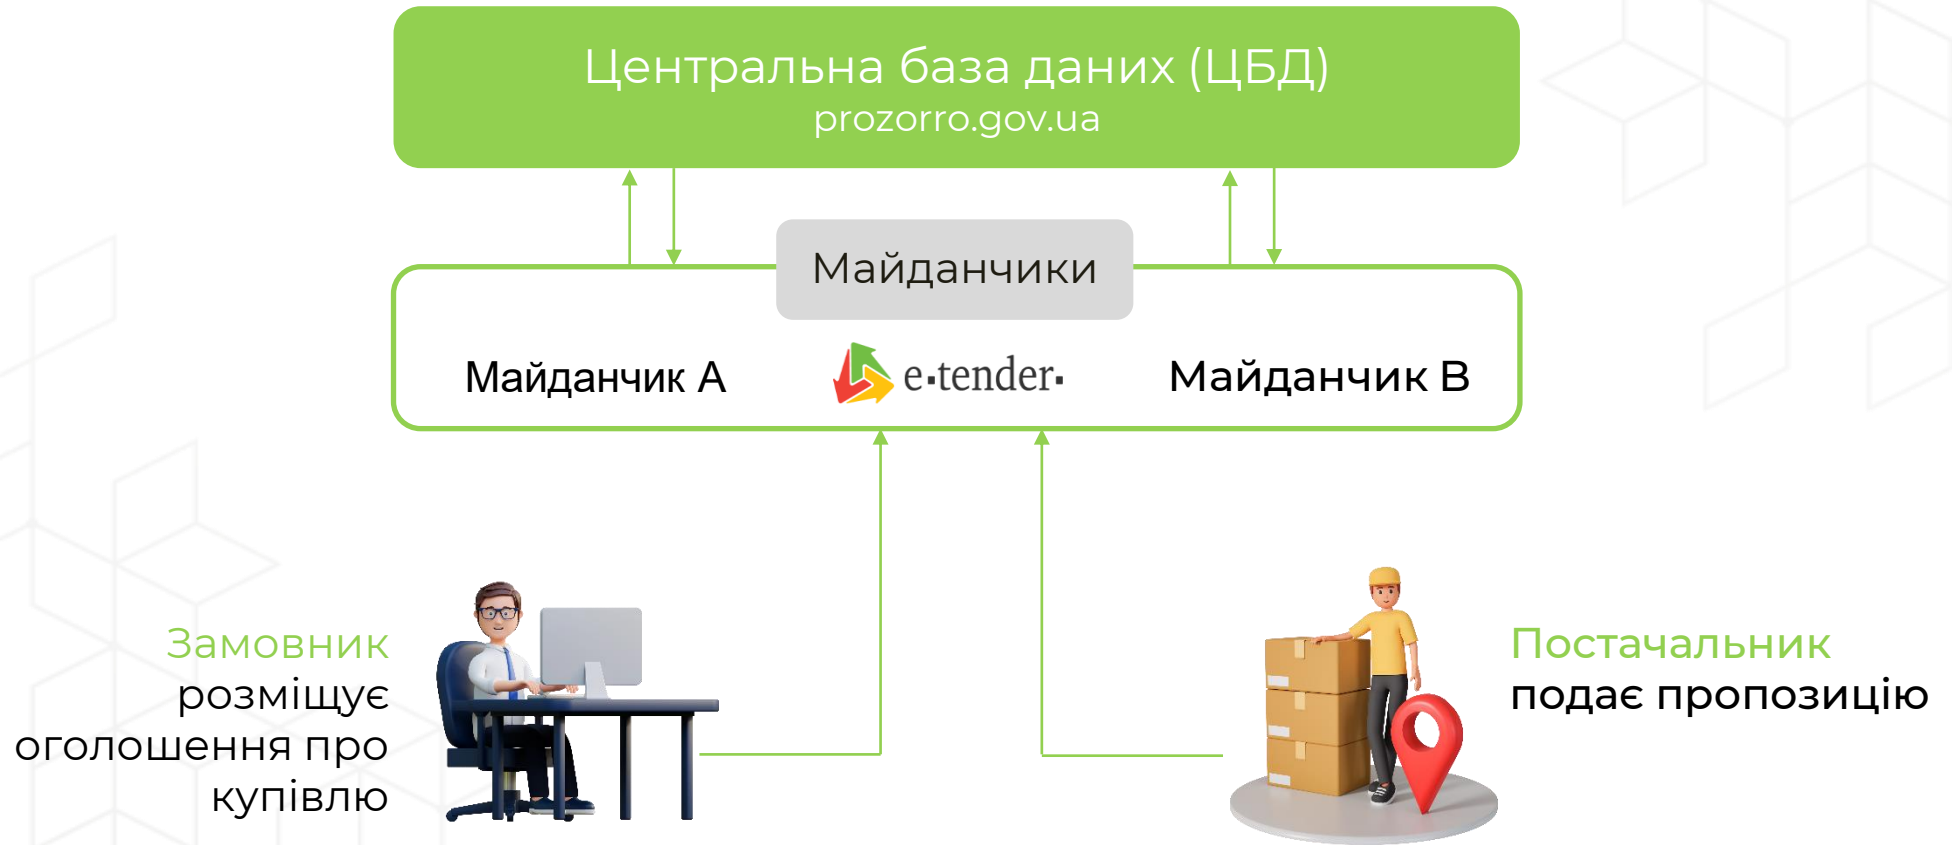 Центральна база даних (ЦБД)
prozorro.gov.ua
Майданчики
Майданчик А
e·tender·
Майданчик В
Замовник
розміщує
оголошення про
купівлю
Постачальник
подає пропозицію